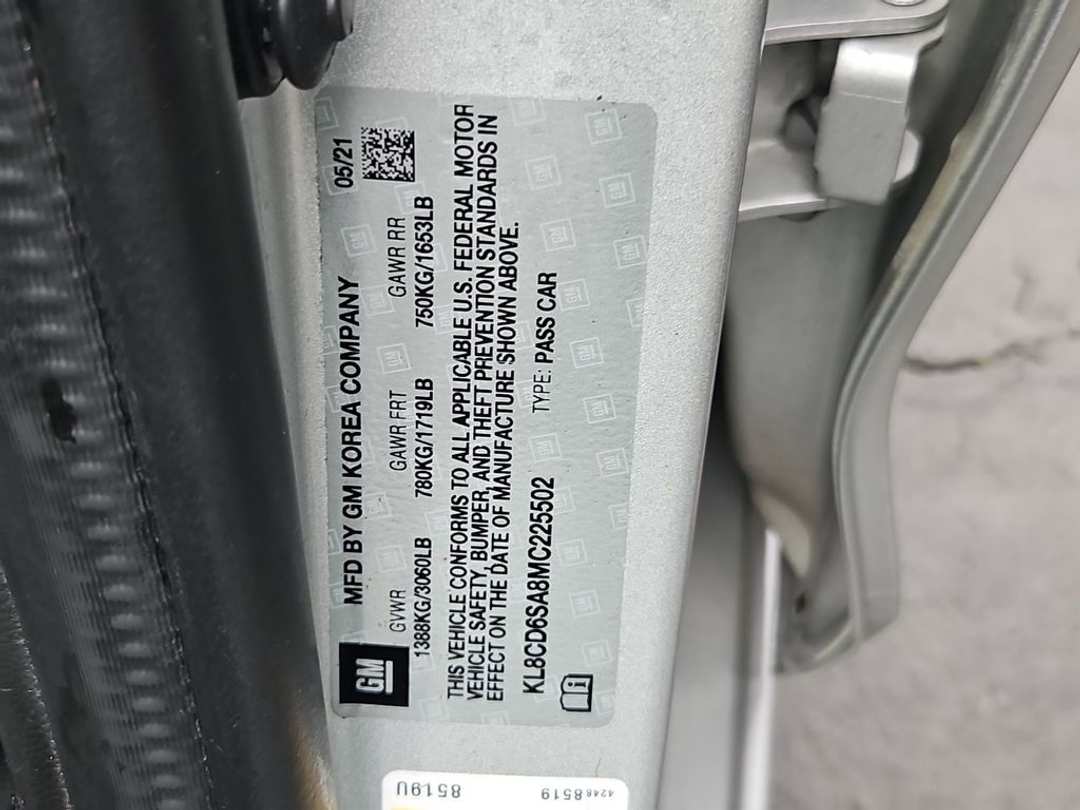 MFD BY GM KOREA COMPANY 05/21
GVWR GAWR FRT GAWR RR
1388KG/3060LB 780KG/1719LB 750KG/1653LB
THIS VEHICLE CONFORMS TO ALL APPLICABLE U.S. FEDERAL MOTOR
VEHICLE SAFETY, BUMPER, AND THEFT PREVENTION STANDARDS IN
EFFECT ON THE DATE OF MANUFACTURE SHOWN ABOVE.
KL8CD6SA8MC225502 TYPE: PASS CAR
GM
8519U
42488519